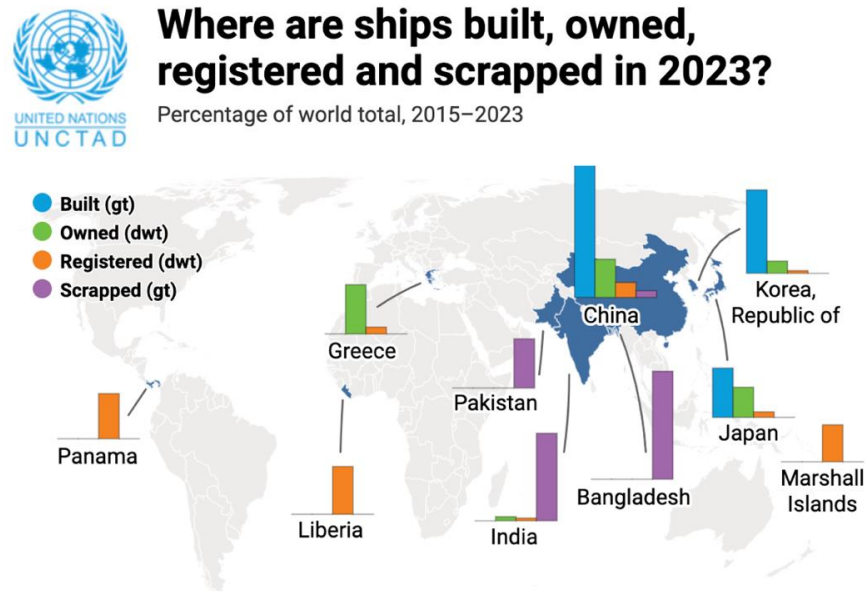 Where are ships built, owned,
registered and scrapped in 2023?
Percentage of world total, 2015–2023
UNITED NATIONS
UNCTAD
Built (gt)
Owned (dwt)
Registered (dwt)
Scrapped (gt)
China
Korea,
Republic of
Greece
Pakistan
Japan
Panama
Marshall
Islands
Bangladesh
Liberia
India